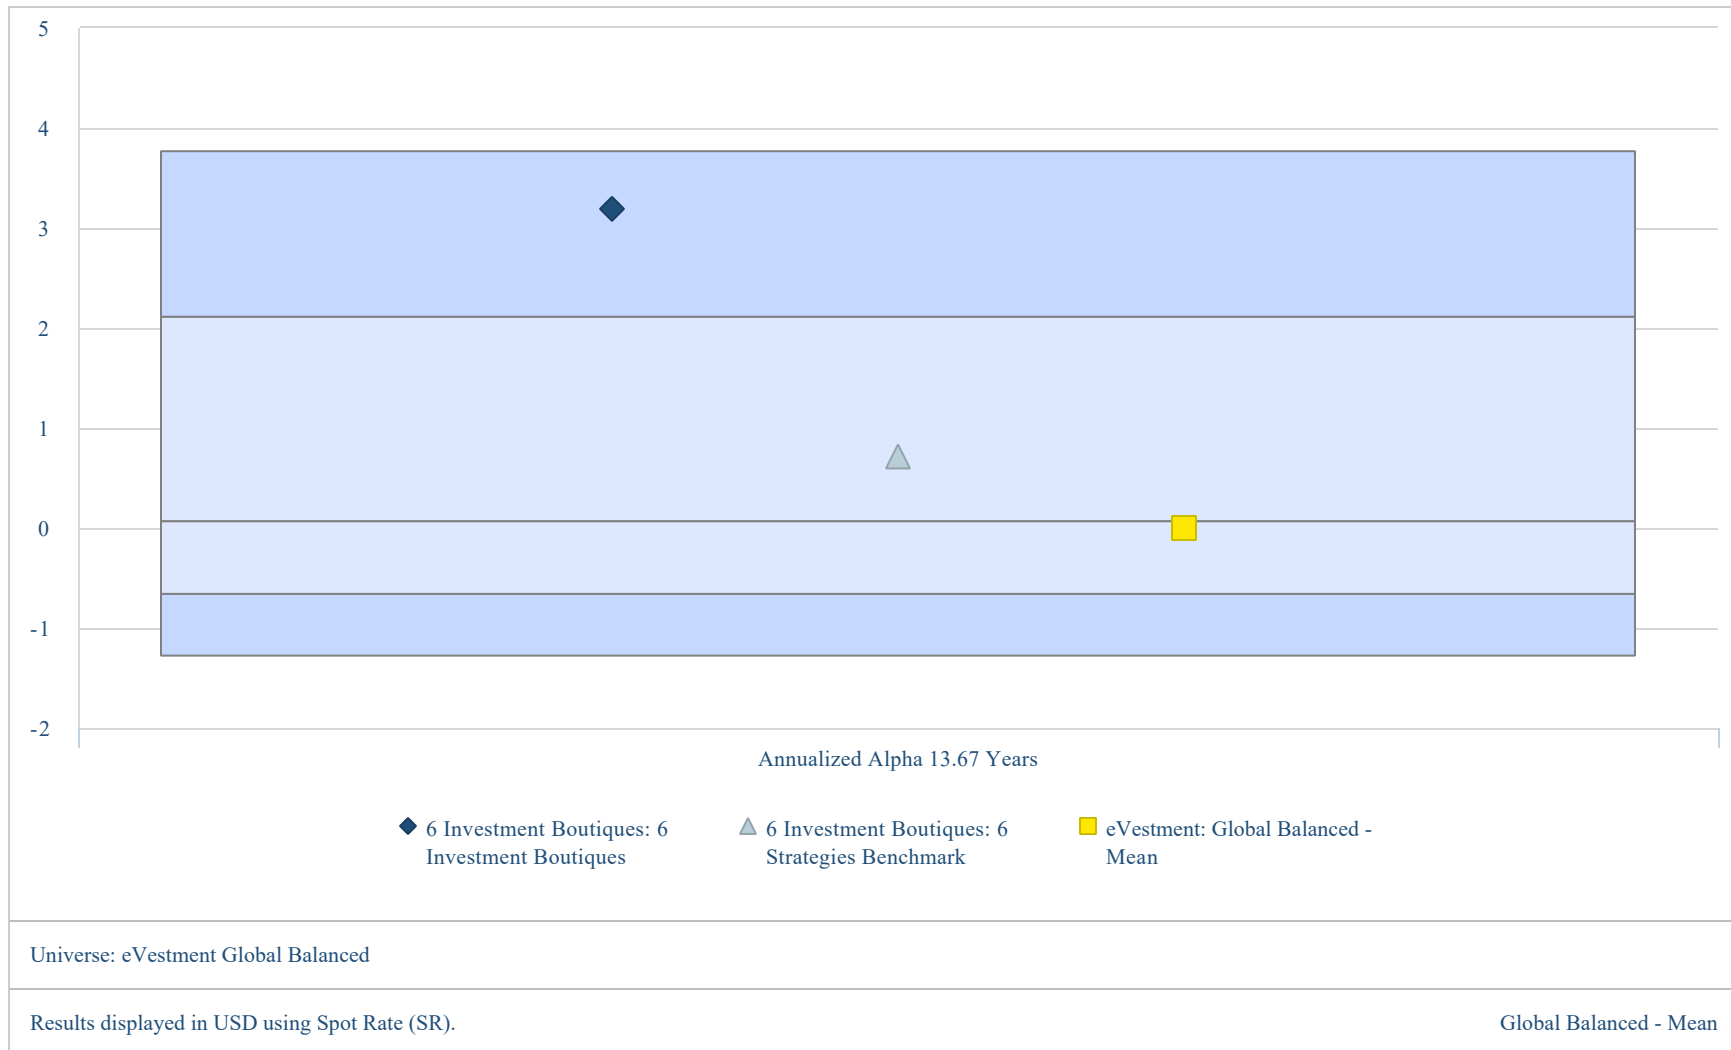 5
4
3
2
1
0
-1
-2
Annualized Alpha 13.67 Years
6 Investment Boutiques: 6
Investment Boutiques
6 Investment Boutiques: 6
Strategies Benchmark
eVestment: Global Balanced -
Mean
Universe: eVestment Global Balanced
Results displayed in USD using Spot Rate (SR).
Global Balanced - Mean